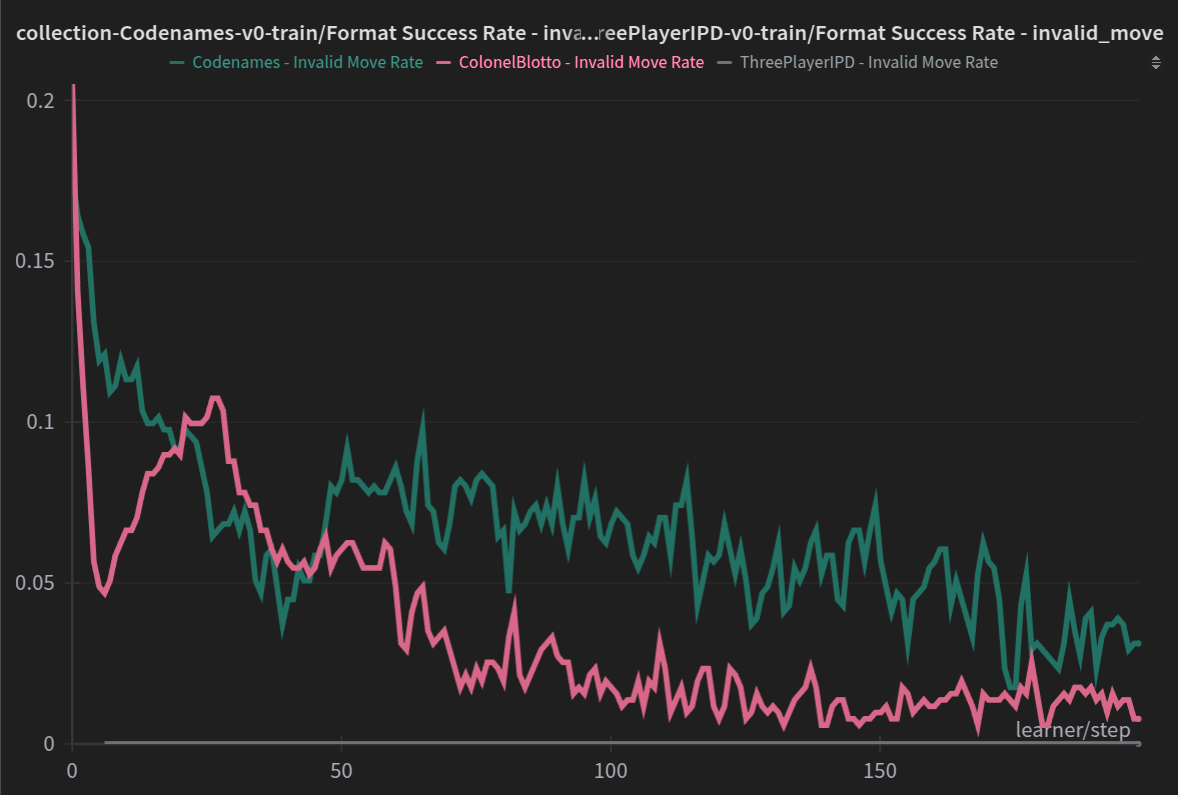 collection-Codenames-v0-train/Format Success Rate - inva...reePlayerIPD-v0-train/Format Success Rate - invalid_move
Codenames - Invalid Move Rate ColonelBlotto - Invalid Move Rate ThreePlayerIPD - Invalid Move Rate
0.2
0.15
0.1
0.05
learner/step
0
0 50 100 150